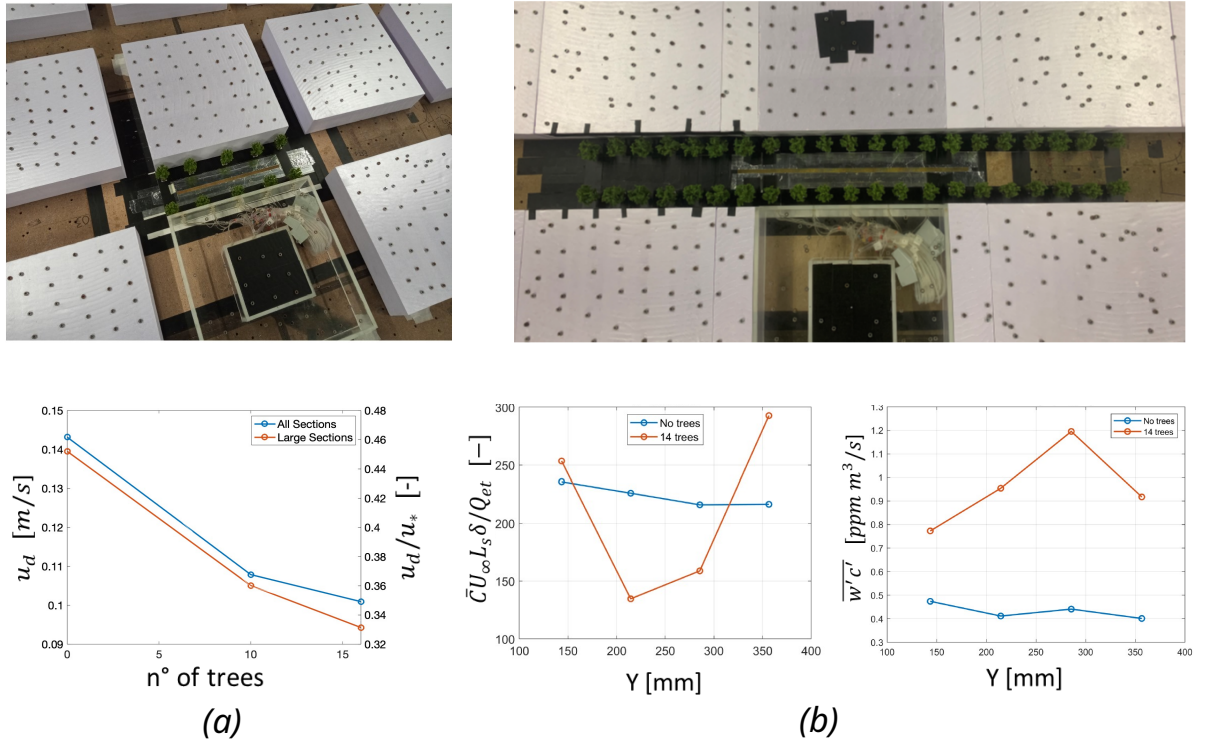 0.15
0.14
0.13
0.12
0.11
0.1
0.09
u_d [m/s]
0.48
0.46
0.44
0.42
0.4
0.38
0.36
0.34
0.32
u_d/u_* [-]
All Sections
Large Sections
0 5 10 15
n° of trees
(a)
300
250
200
150
100
C̄U∞L_sδ/Q_et [−]
No trees
14 trees
100 150 200 250 300 350 400
Y [mm]
1.3
1.2
1.1
1
0.9
0.8
0.7
0.6
0.5
0.4
0.3
w′c′ [ppm m³/s]
No trees
14 trees
100 150 200 250 300 350 400
Y [mm]
(b)